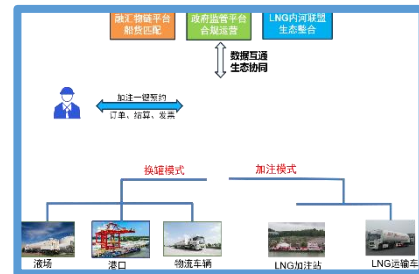 融汇物链平台
船货匹配
政府监管平台
合规运营
LNG内河联盟
生态整合
数据互通
生态协同
加注一键预约
订单、结算、发票
换罐模式
加注模式
液场
港口
物流车辆
LNG加注站
LNG运输车